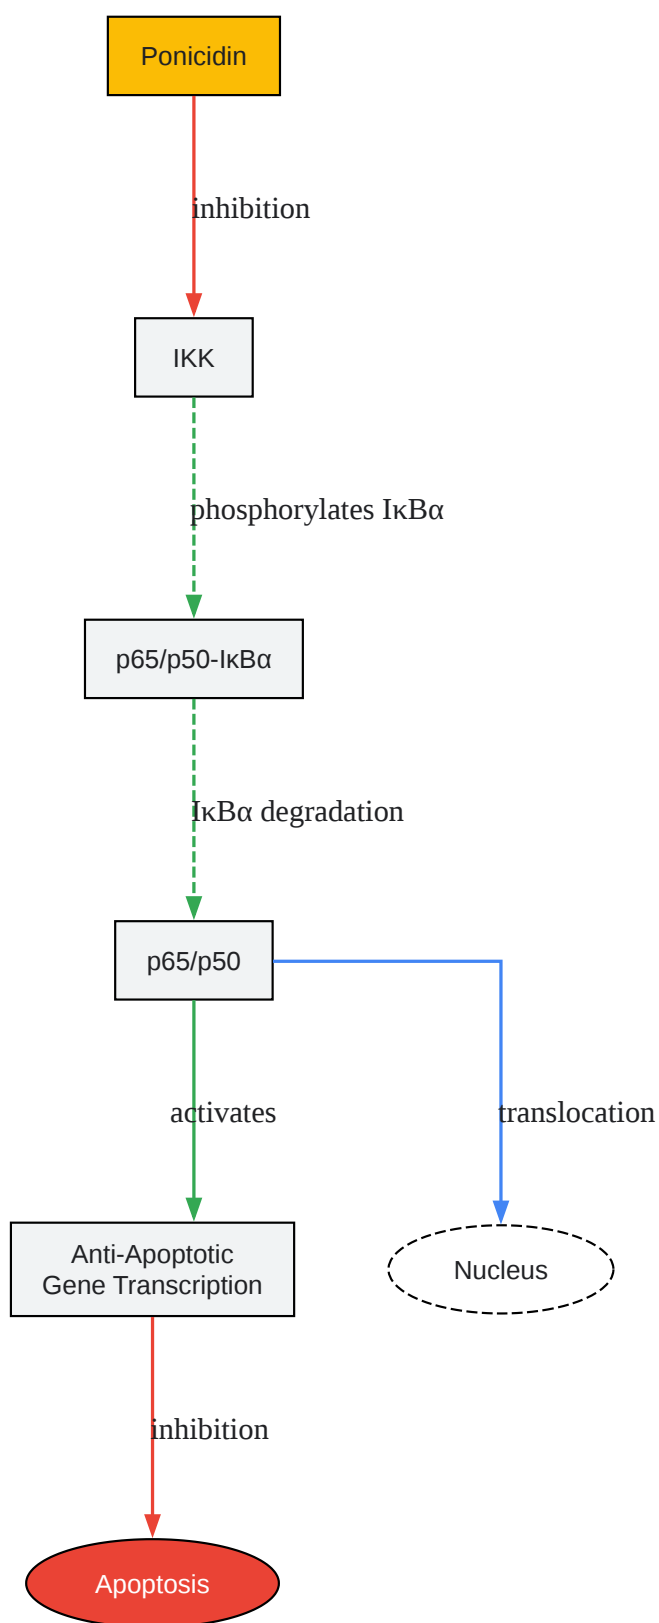 Ponicidin
inhibition
IKK
phosphorylates IκBα
p65/p50-IκBα
IκBα degradation
p65/p50
activates
translocation
Anti-Apoptotic
Gene Transcription
Nucleus
inhibition
Apoptosis